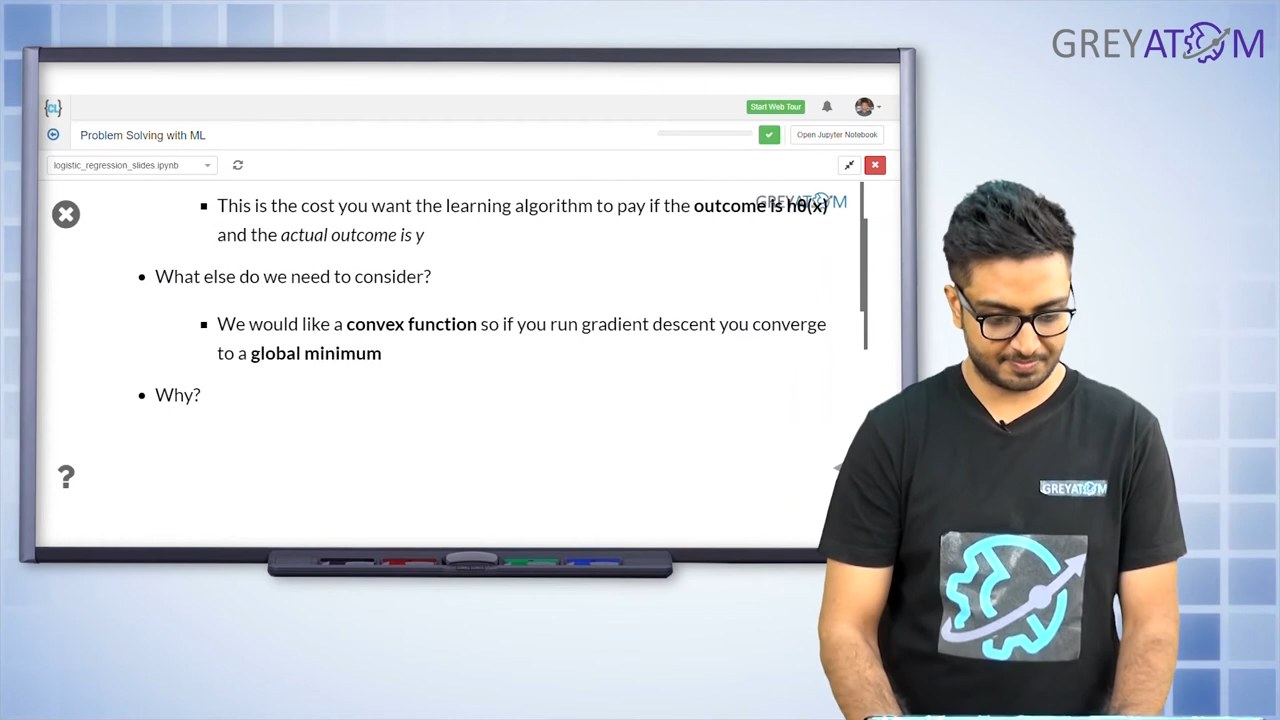 GREYATOM
{CL}
Start Web Tour
Problem Solving with ML
Open Jupyter Notebook
logistic_regression_slides.ipynb
GREYATOM
This is the cost you want the learning algorithm to pay if the outcome is hθ(x)
and the actual outcome is y
What else do we need to consider?
We would like a convex function so if you run gradient descent you converge
to a global minimum
Why?
?
GREYATOM